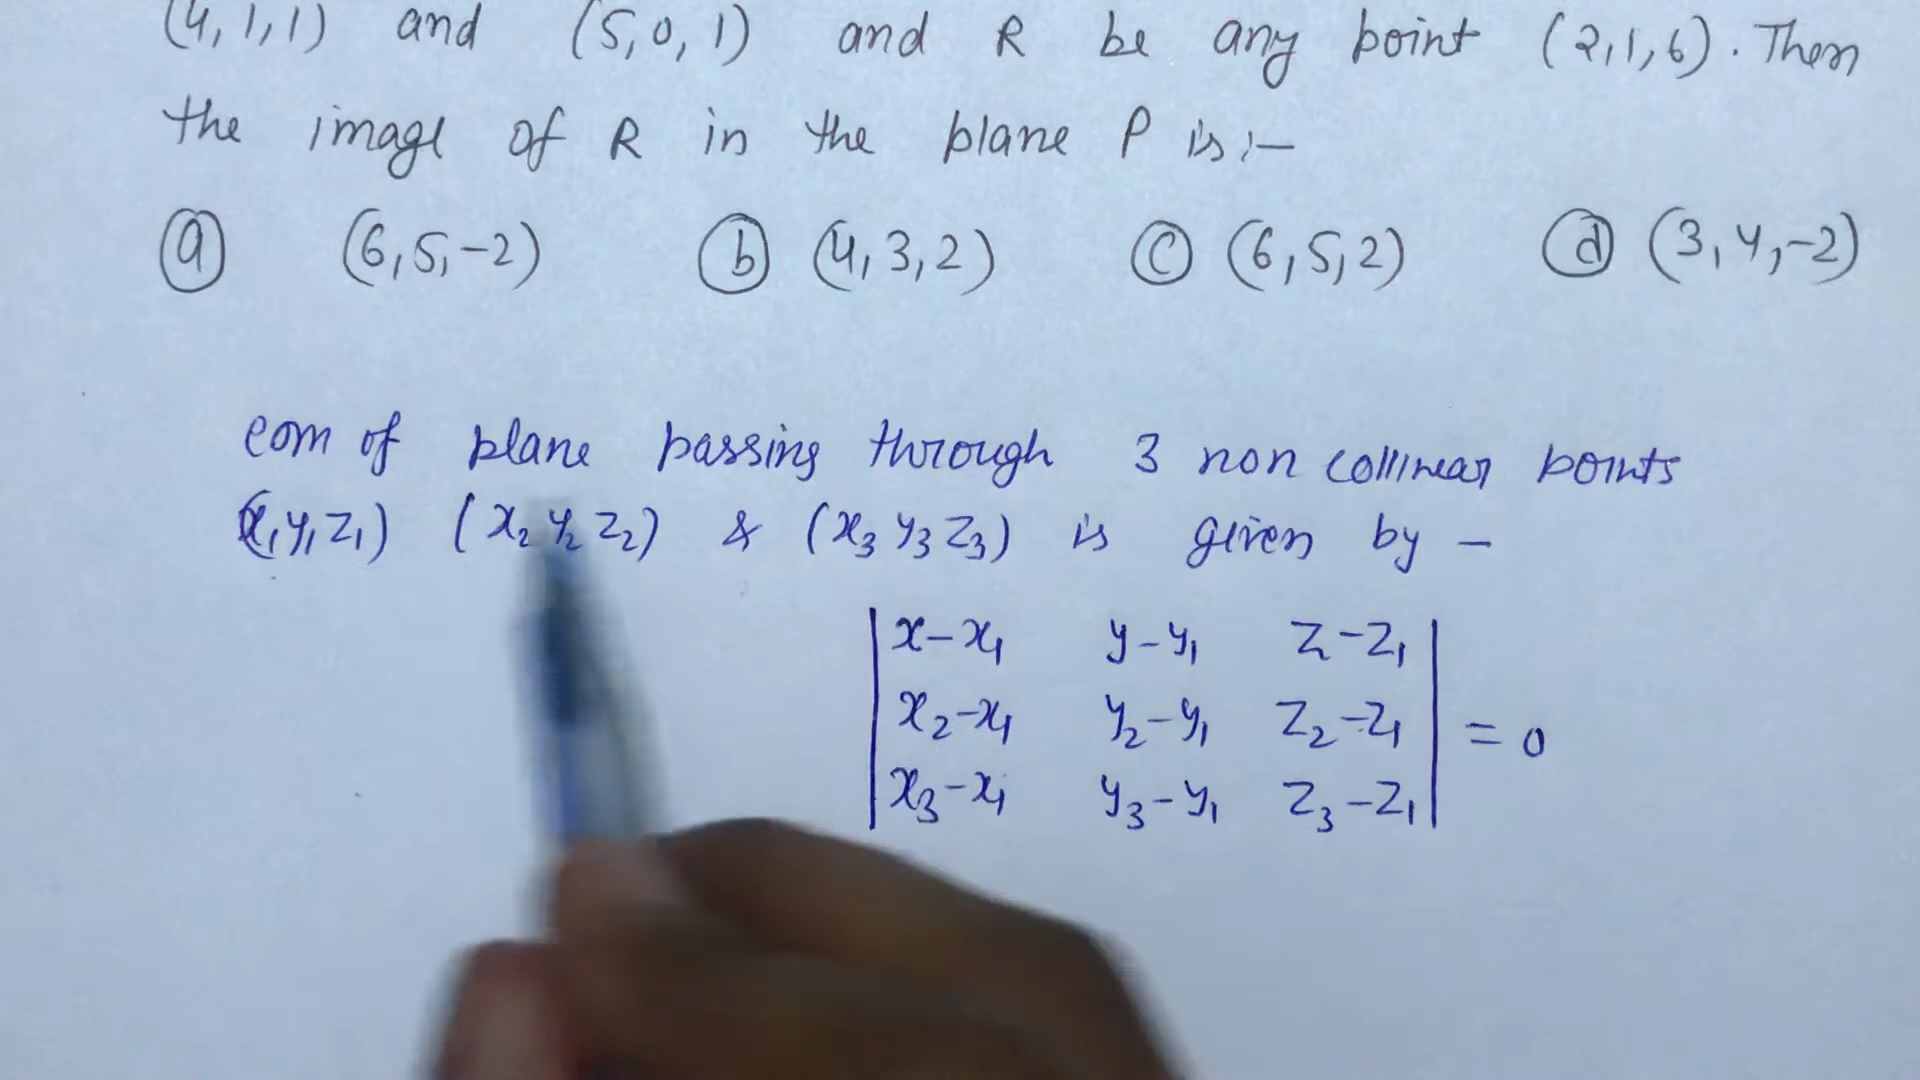 (4,1,1) and (5,0,1) and R be any point (2,1,6). Then
the image of R in the plane P is :-
(a) (6,5,-2) (b) (4,3,2) (c) (6,5,2) (d) (3,4,-2)
eqn of plane passing through 3 non collinear points
(x₁y₁z₁) (x₂ y₂ z₂) & (x₃ y₃ z₃) is given by -
| x-x₁ y-y₁ z-z₁ |
| x₂-x₁ y₂-y₁ z₂-z₁ | = 0
| x₃-x₁ y₃-y₁ z₃-z₁ |